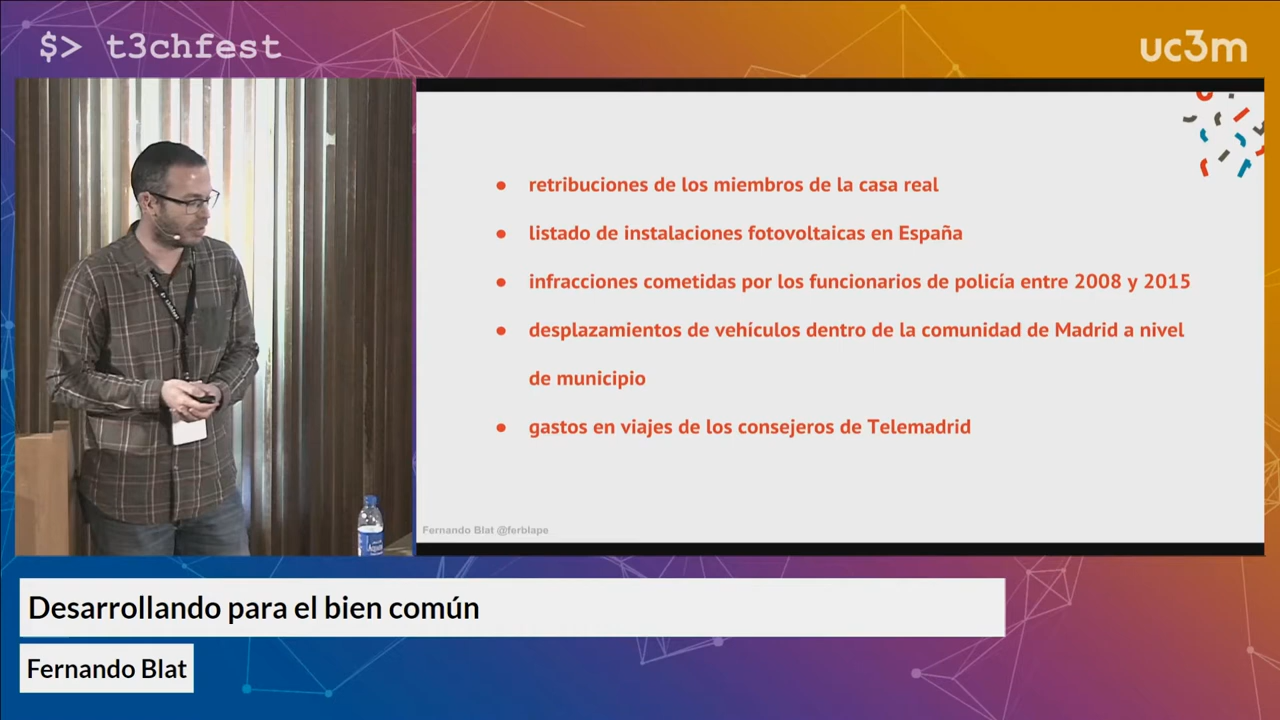 $> t3chfest
uc3m
retribuciones de los miembros de la casa real
listado de instalaciones fotovoltaicas en España
infracciones cometidas por los funcionarios de policía entre 2008 y 2015
desplazamientos de vehículos dentro de la comunidad de Madrid a nivel
de municipio
gastos en viajes de los consejeros de Telemadrid
Fernando Blat @ferblape
Desarrollando para el bien común
Fernando Blat